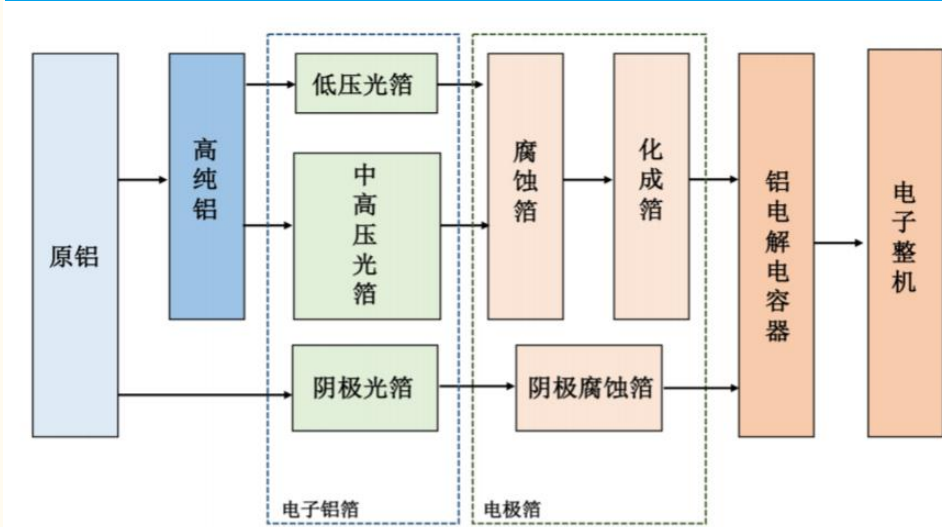 原铝
高纯铝
低压光箔
中高压光箔
阴极光箔
电子铝箔
腐蚀箔
化成箔
阴极腐蚀箔
电极箔
铝电解电容器
电子整机